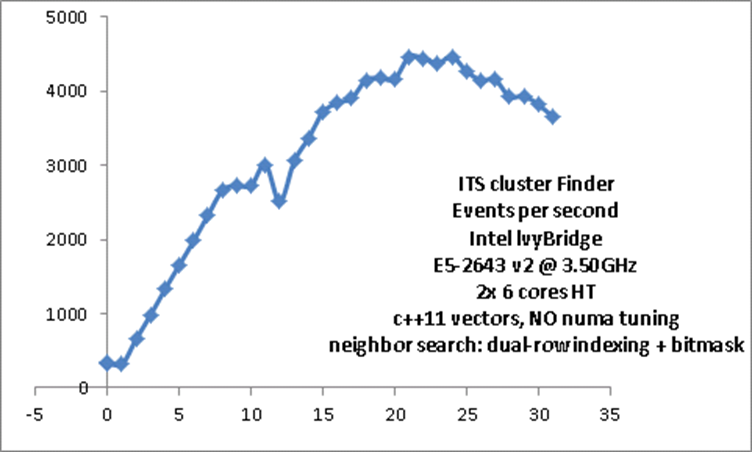 5000
4000
3000
2000
1000
0
-5 0 5 10 15 20 25 30 35
ITS cluster Finder
Events per second
Intel IvyBridge
E5-2643 v2 @ 3.50GHz
2x 6 cores HT
c++11 vectors, NO numa tuning
neighbor search: dual-row indexing + bitmask